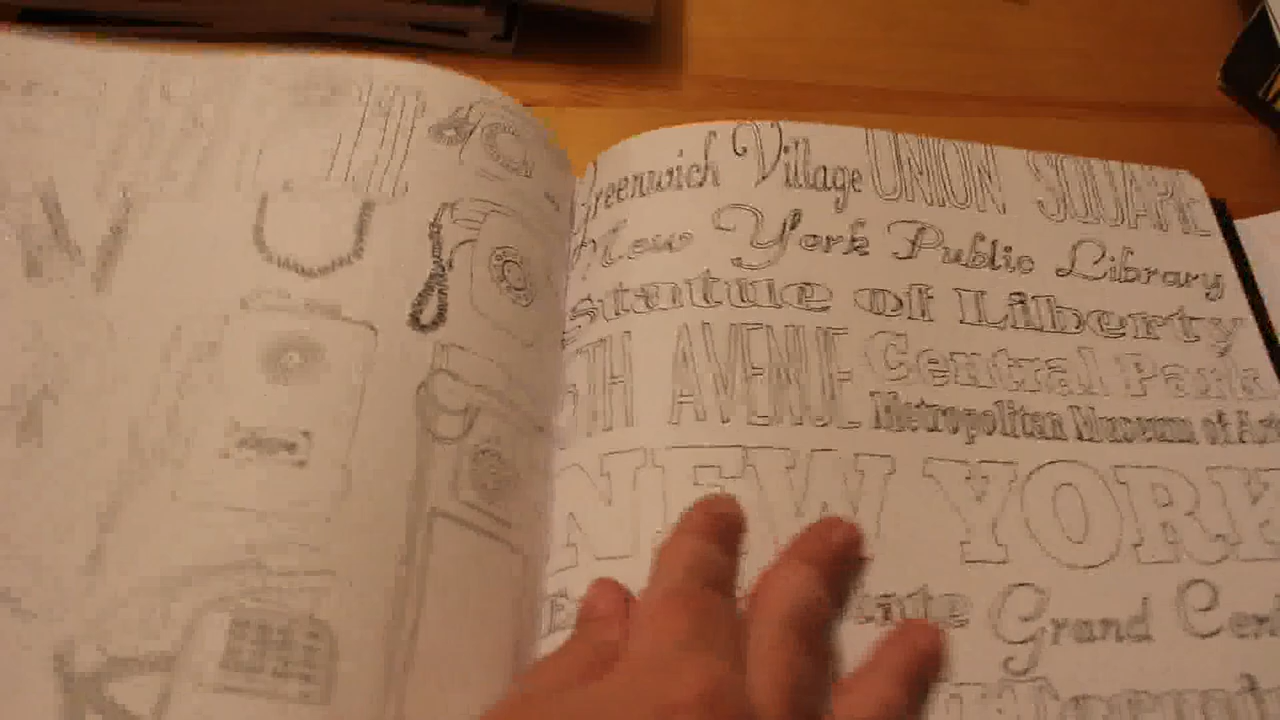 Greenwich Village UNION SQUARE
New York Public Library
Statue of Liberty
5TH AVENUE Central Park
Metropolitan Museum of Art
NEW YORK
Grand